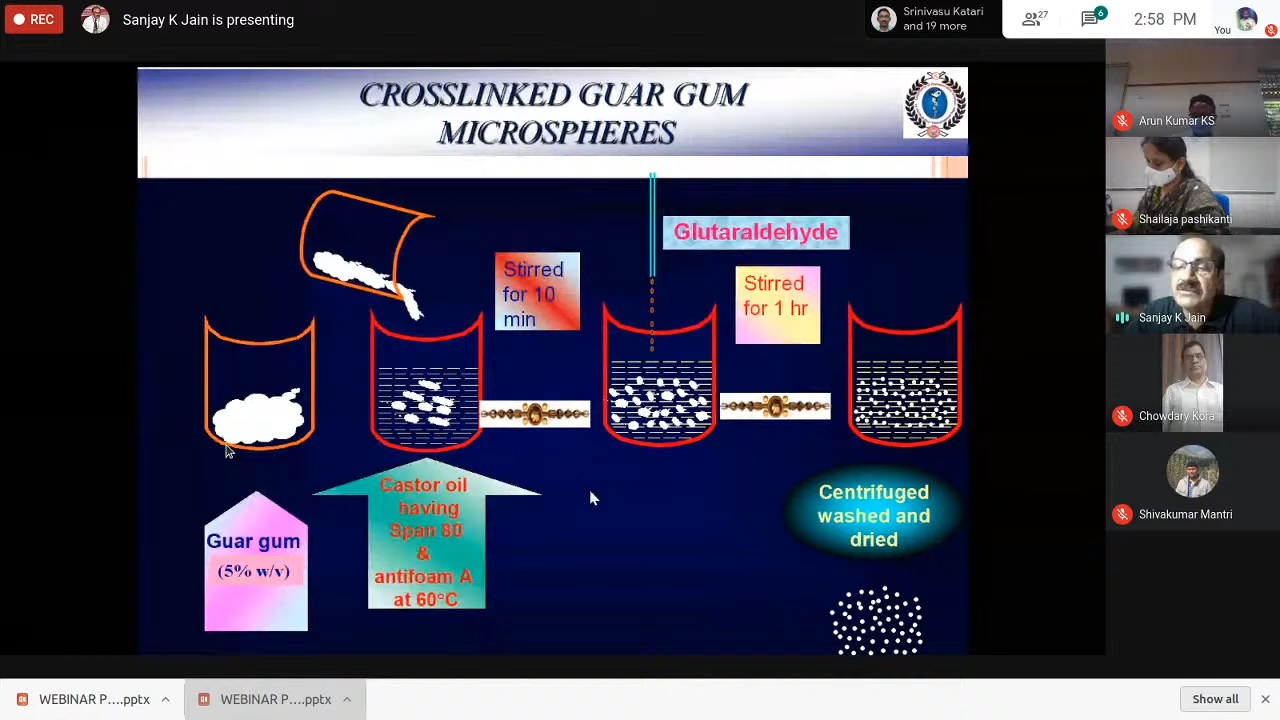 REC
Sanjay K Jain is presenting
Srinivasu Katari
and 19 more
27
6
2:58 PM
You
CROSSLINKED GUAR GUM
MICROSPHERES
Glutaraldehyde
Stirred
for 10
min
Stirred
for 1 hr
Guar gum
(5% w/v)
Castor oil
having
Span 80
&
antifoam A
at 60°C
Centrifuged
washed and
dried
Arun Kumar KS
Shailaja pashikanti
Sanjay K Jain
Chowdary Kora
Shivakumar Mantri
WEBINAR P....pptx
WEBINAR P....pptx
Show all